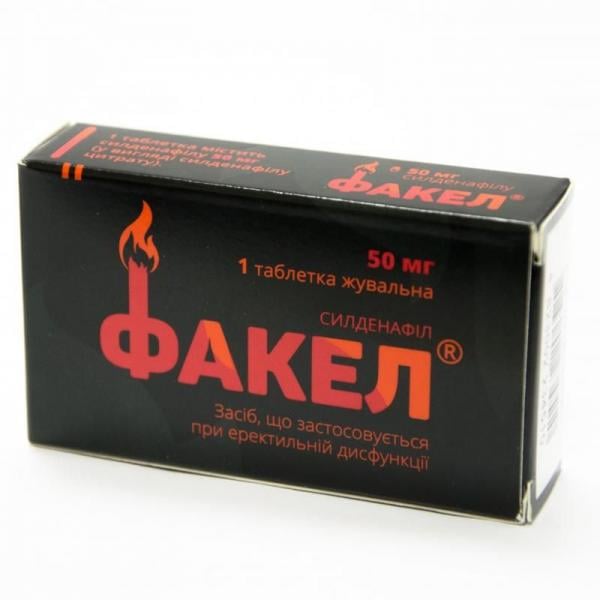 1 таблетка містить
силденафілу 50 мг
(у вигляді силденафілу
цитрату)
50 мг
силденафілу
ФАКЕЛ®
50 мг
1 таблетка жувальна
СИЛДЕНАФІЛ
ФАКЕЛ®
Засіб, що застосовується
при еректильній дисфункції